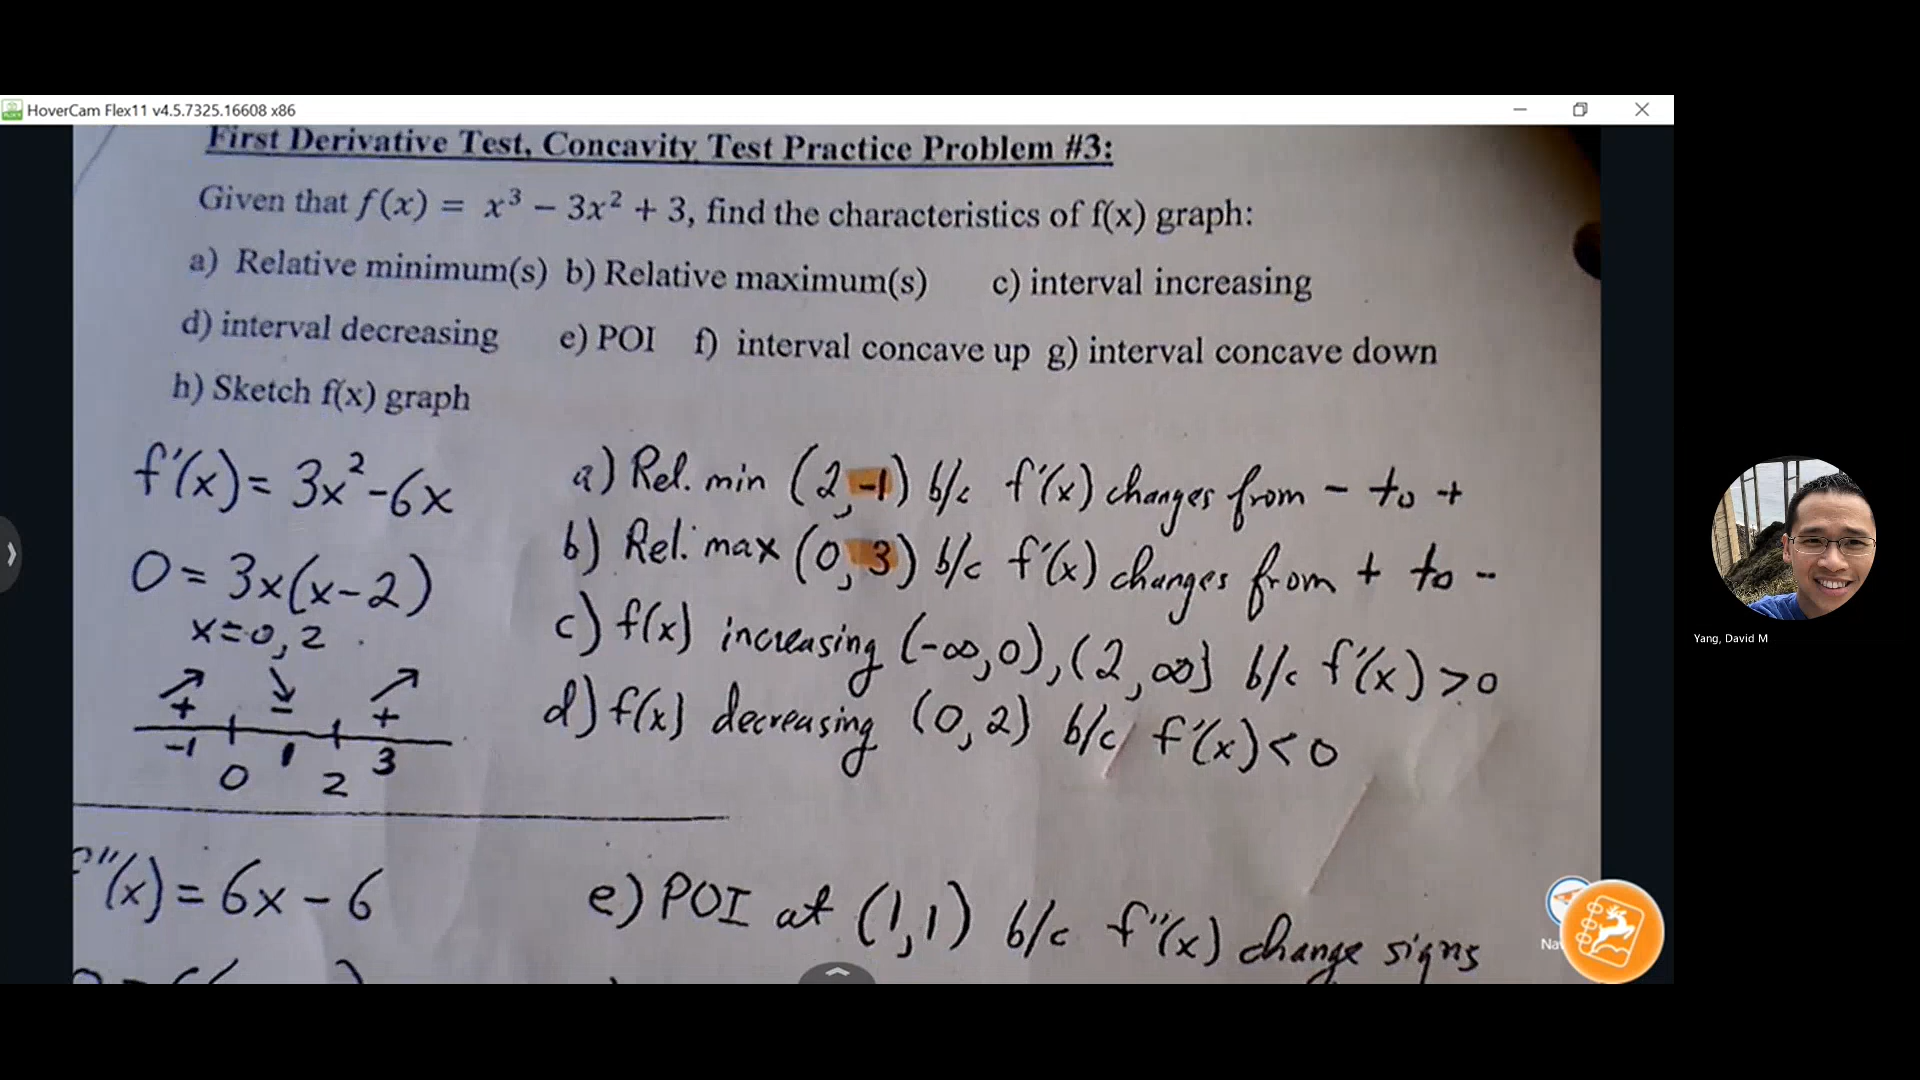 HoverCam Flex11 v4.5.7325.16608 x86
First Derivative Test, Concavity Test Practice Problem #3:
Given that f(x) = x³ − 3x² + 3, find the characteristics of f(x) graph:
a) Relative minimum(s) b) Relative maximum(s) c) interval increasing
d) interval decreasing e) POI f) interval concave up g) interval concave down
h) Sketch f(x) graph
f'(x) = 3x² - 6x
0 = 3x(x-2)
x = 0, 2
+ - +
-1 1 3
0 2
a) Rel. min (2, -1) b/c f'(x) changes from - to +
b) Rel. max (0, 3) b/c f'(x) changes from + to -
c) f(x) increasing (-∞, 0), (2, ∞) b/c f'(x) > 0
d) f(x) decreasing (0, 2) b/c f'(x) < 0
f''(x) = 6x - 6
e) POI at (1, 1) b/c f''(x) change signs
Yang, David M